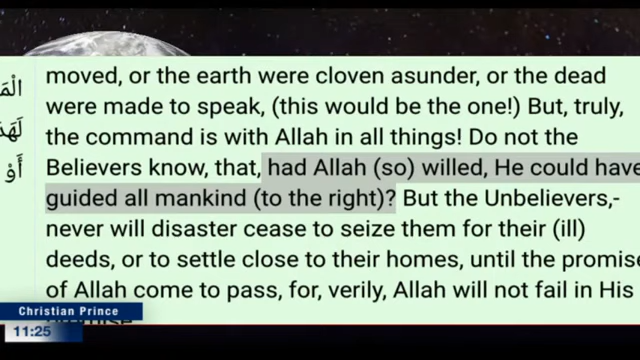 moved, or the earth were cloven asunder, or the dead
were made to speak, (this would be the one!) But, truly,
the command is with Allah in all things! Do not the
Believers know, that, had Allah (so) willed, He could have
guided all mankind (to the right)? But the Unbelievers,-
never will disaster cease to seize them for their (ill)
deeds, or to settle close to their homes, until the promise
of Allah come to pass, for, verily, Allah will not fail in His
أَوْ
Christian Prince
11:25